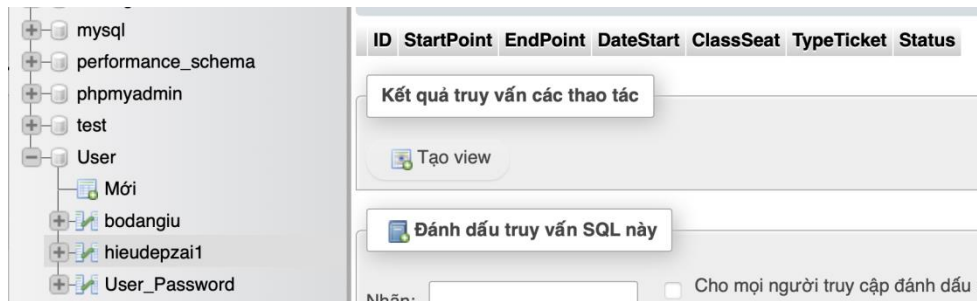 mysql
performance_schema
phpmyadmin
test
User
Mới
bodangiu
hieudepzai1
User_Password
ID StartPoint EndPoint DateStart ClassSeat TypeTicket Status
Kết quả truy vấn các thao tác
Tạo view
Đánh dấu truy vấn SQL này
Nhãn:
Cho mọi người truy cập đánh dấu